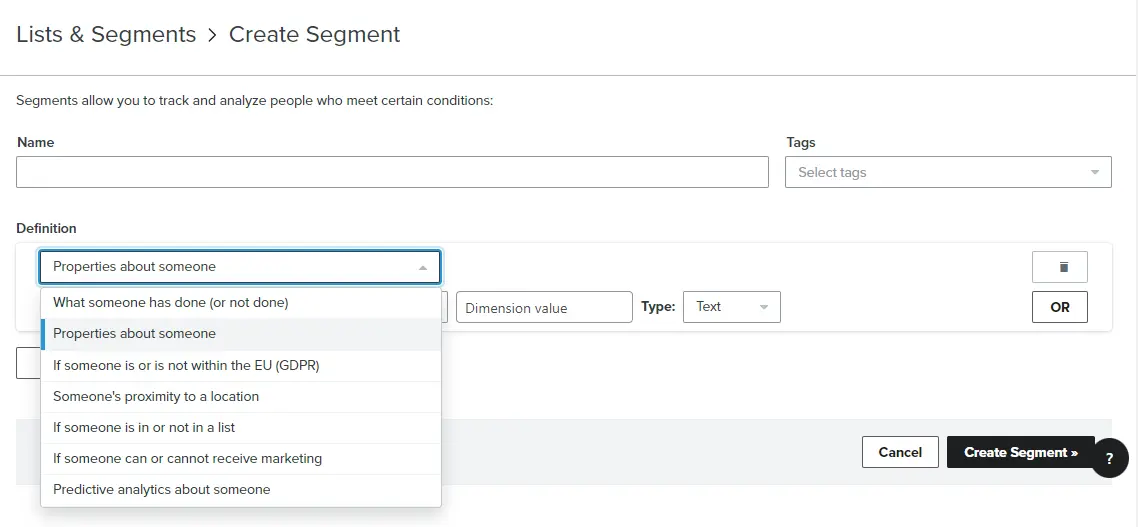 Lists & Segments > Create Segment
Segments allow you to track and analyze people who meet certain conditions:
Name
Tags
Select tags
Definition
Properties about someone
What someone has done (or not done)
Properties about someone
Dimension value
Type:
Text
OR
If someone is or is not within the EU (GDPR)
Someone's proximity to a location
If someone is in or not in a list
If someone can or cannot receive marketing
Predictive analytics about someone
Cancel
Create Segment »
?